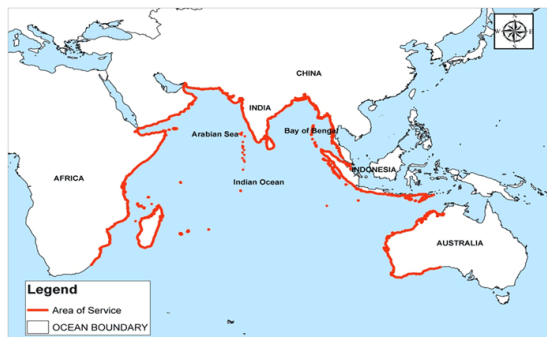 CHINA
INDIA
Arabian Sea
Bay of Bengal
INDONESIA
AFRICA
Indian Ocean
AUSTRALIA
Legend
Area of Service
OCEAN BOUNDARY